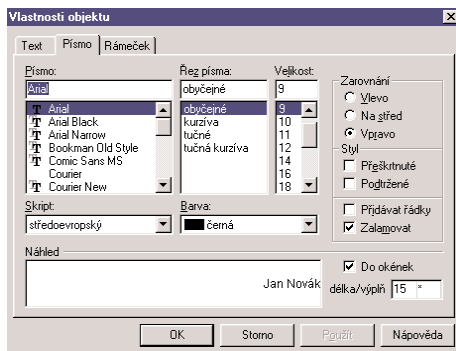 Vlastnosti objektu
Text Písmo Rámeček
Písmo: Řez písma: Velikost:
Arial obyčejné 9
Arial obyčejné 9
Arial Black kurzíva 10
Arial Narrow tučné 11
Bookman Old Style tučná kurzíva 12
Comic Sans MS 14
Courier 16
Courier New 18
Skript: Barva:
středoevropský černá
Zarovnání
Vlevo
Na střed
Vpravo
Styl
Přeškrtnuté
Podtržené
Přidávat řádky
Zalamovat
Náhled
Jan Novák
Do okének
délka/výplň 15 *
OK Storno Použít Nápověda